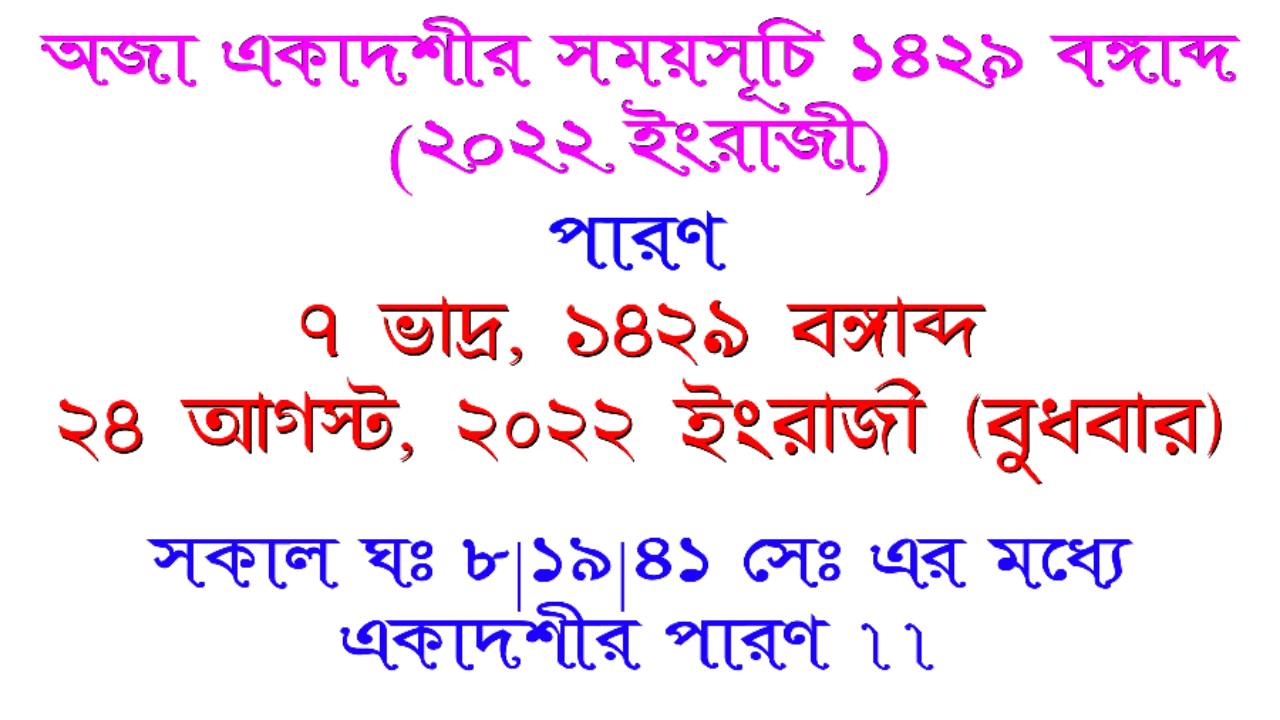 অজা একাদশীর সময়সূচি ১৪২৯ বঙ্গাব্দ
(২০২২ ইংরাজী)
পারণ
৭ ভাদ্র, ১৪২৯ বঙ্গাব্দ
২৪ আগস্ট, ২০২২ ইংরাজী (বুধবার)
সকাল ঘঃ ৮|১৯|৪১ সেঃ এর মধ্যে
একাদশীর পারণ ৲৲